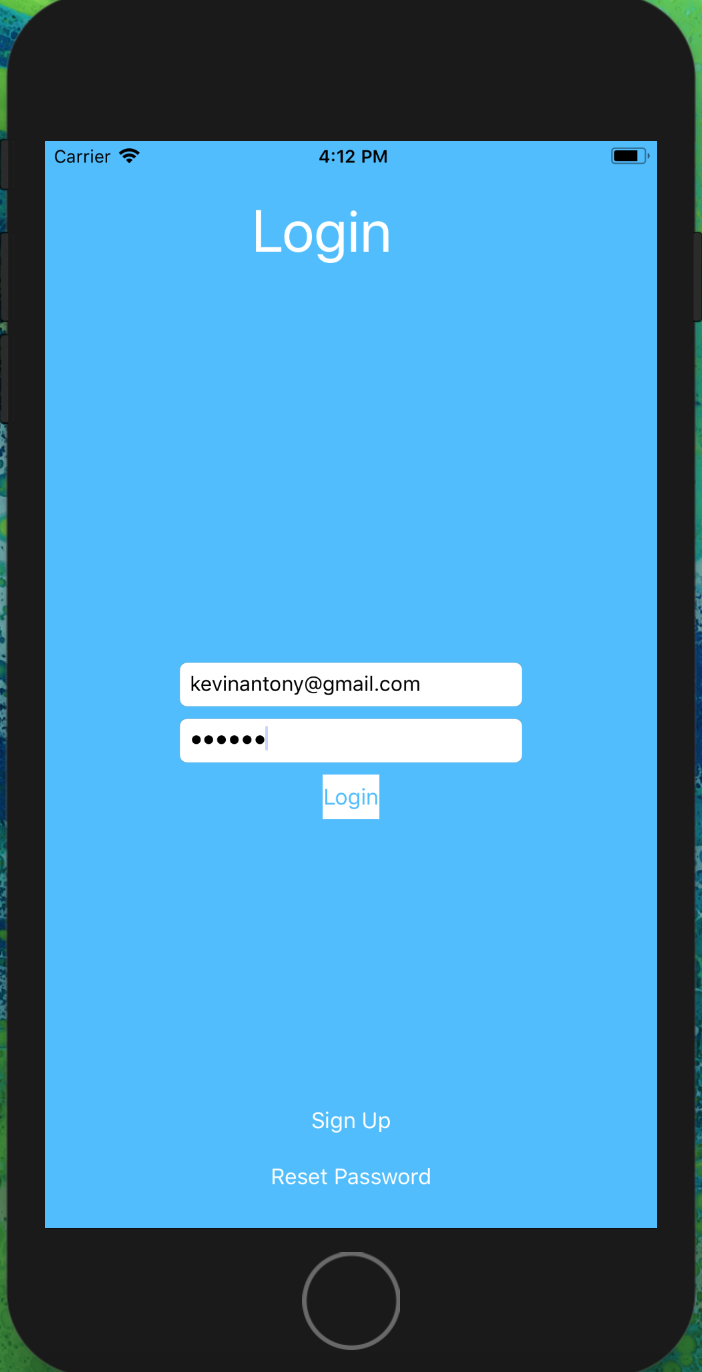 Carrier 4:12 PM
Login
kevinantony@gmail.com
••••••
Login
Sign Up
Reset Password